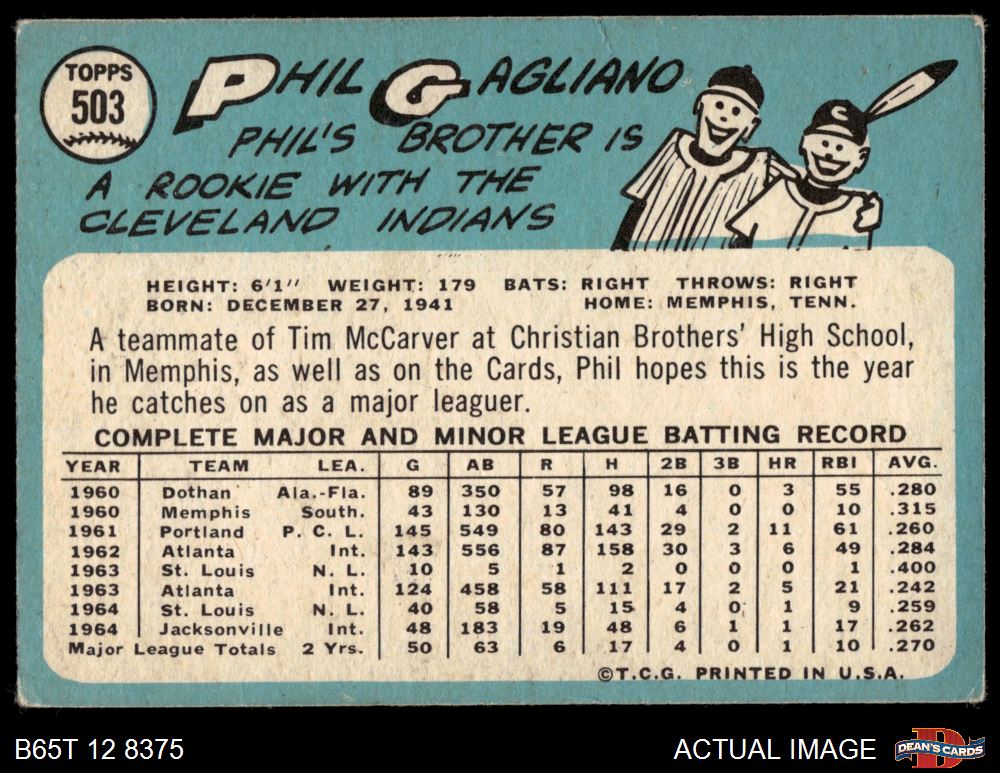 TOPPS
503
PHIL GAGLIANO
PHIL'S BROTHER IS
A ROOKIE WITH THE
CLEVELAND INDIANS
C
HEIGHT: 6'1" WEIGHT: 179 BATS: RIGHT THROWS: RIGHT
BORN: DECEMBER 27, 1941 HOME: MEMPHIS, TENN.
A teammate of Tim McCarver at Christian Brothers' High School,
in Memphis, as well as on the Cards, Phil hopes this is the year
he catches on as a major leaguer.
COMPLETE MAJOR AND MINOR LEAGUE BATTING RECORD
YEAR TEAM LEA. G AB R H 2B 3B HR RBI AVG.
1960 Dothan Ala.-Fla. 89 350 57 98 16 0 3 55 .280
1960 Memphis South. 43 130 13 41 4 0 0 10 .315
1961 Portland P. C. L. 145 549 80 143 29 2 11 61 .260
1962 Atlanta Int. 143 556 87 158 30 3 6 49 .284
1963 St. Louis N. L. 10 5 1 2 0 0 0 1 .400
1963 Atlanta Int. 124 458 58 111 17 2 5 21 .242
1964 St. Louis N. L. 40 58 5 15 4 0 1 9 .259
1964 Jacksonville Int. 48 183 19 48 6 1 1 17 .262
Major League Totals 2 Yrs. 50 63 6 17 4 0 1 10 .270
©T.C.G. PRINTED IN U.S.A.
B65T 12 8375 ACTUAL IMAGE DEAN'S CARDS